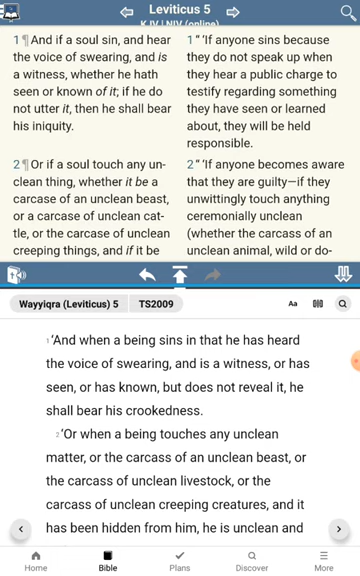 Leviticus 5
KJV | NIV (online)
1 ¶ And if a soul sin, and hear
the voice of swearing, and is
a witness, whether he hath
seen or known of it; if he do
not utter it, then he shall bear
his iniquity.
2 ¶ Or if a soul touch any un-
clean thing, whether it be a
carcase of an unclean beast,
or a carcase of unclean cat-
tle, or the carcase of unclean
creeping things, and if it be
1 “ ‘If anyone sins because
they do not speak up when
they hear a public charge to
testify regarding something
they have seen or learned
about, they will be held
responsible.
2 “ ‘If anyone becomes aware
that they are guilty—if they
unwittingly touch anything
ceremonially unclean
(whether the carcass of an
unclean animal, wild or do-
Wayyiqra (Leviticus) 5 TS2009
Aa
1 ‘And when a being sins in that he has heard
the voice of swearing, and is a witness, or has
seen, or has known, but does not reveal it, he
shall bear his crookedness.
2 ‘Or when a being touches any unclean
matter, or the carcass of an unclean beast, or
the carcass of unclean livestock, or the
carcass of unclean creeping creatures, and it
has been hidden from him, he is unclean and
Home Bible Plans Discover More